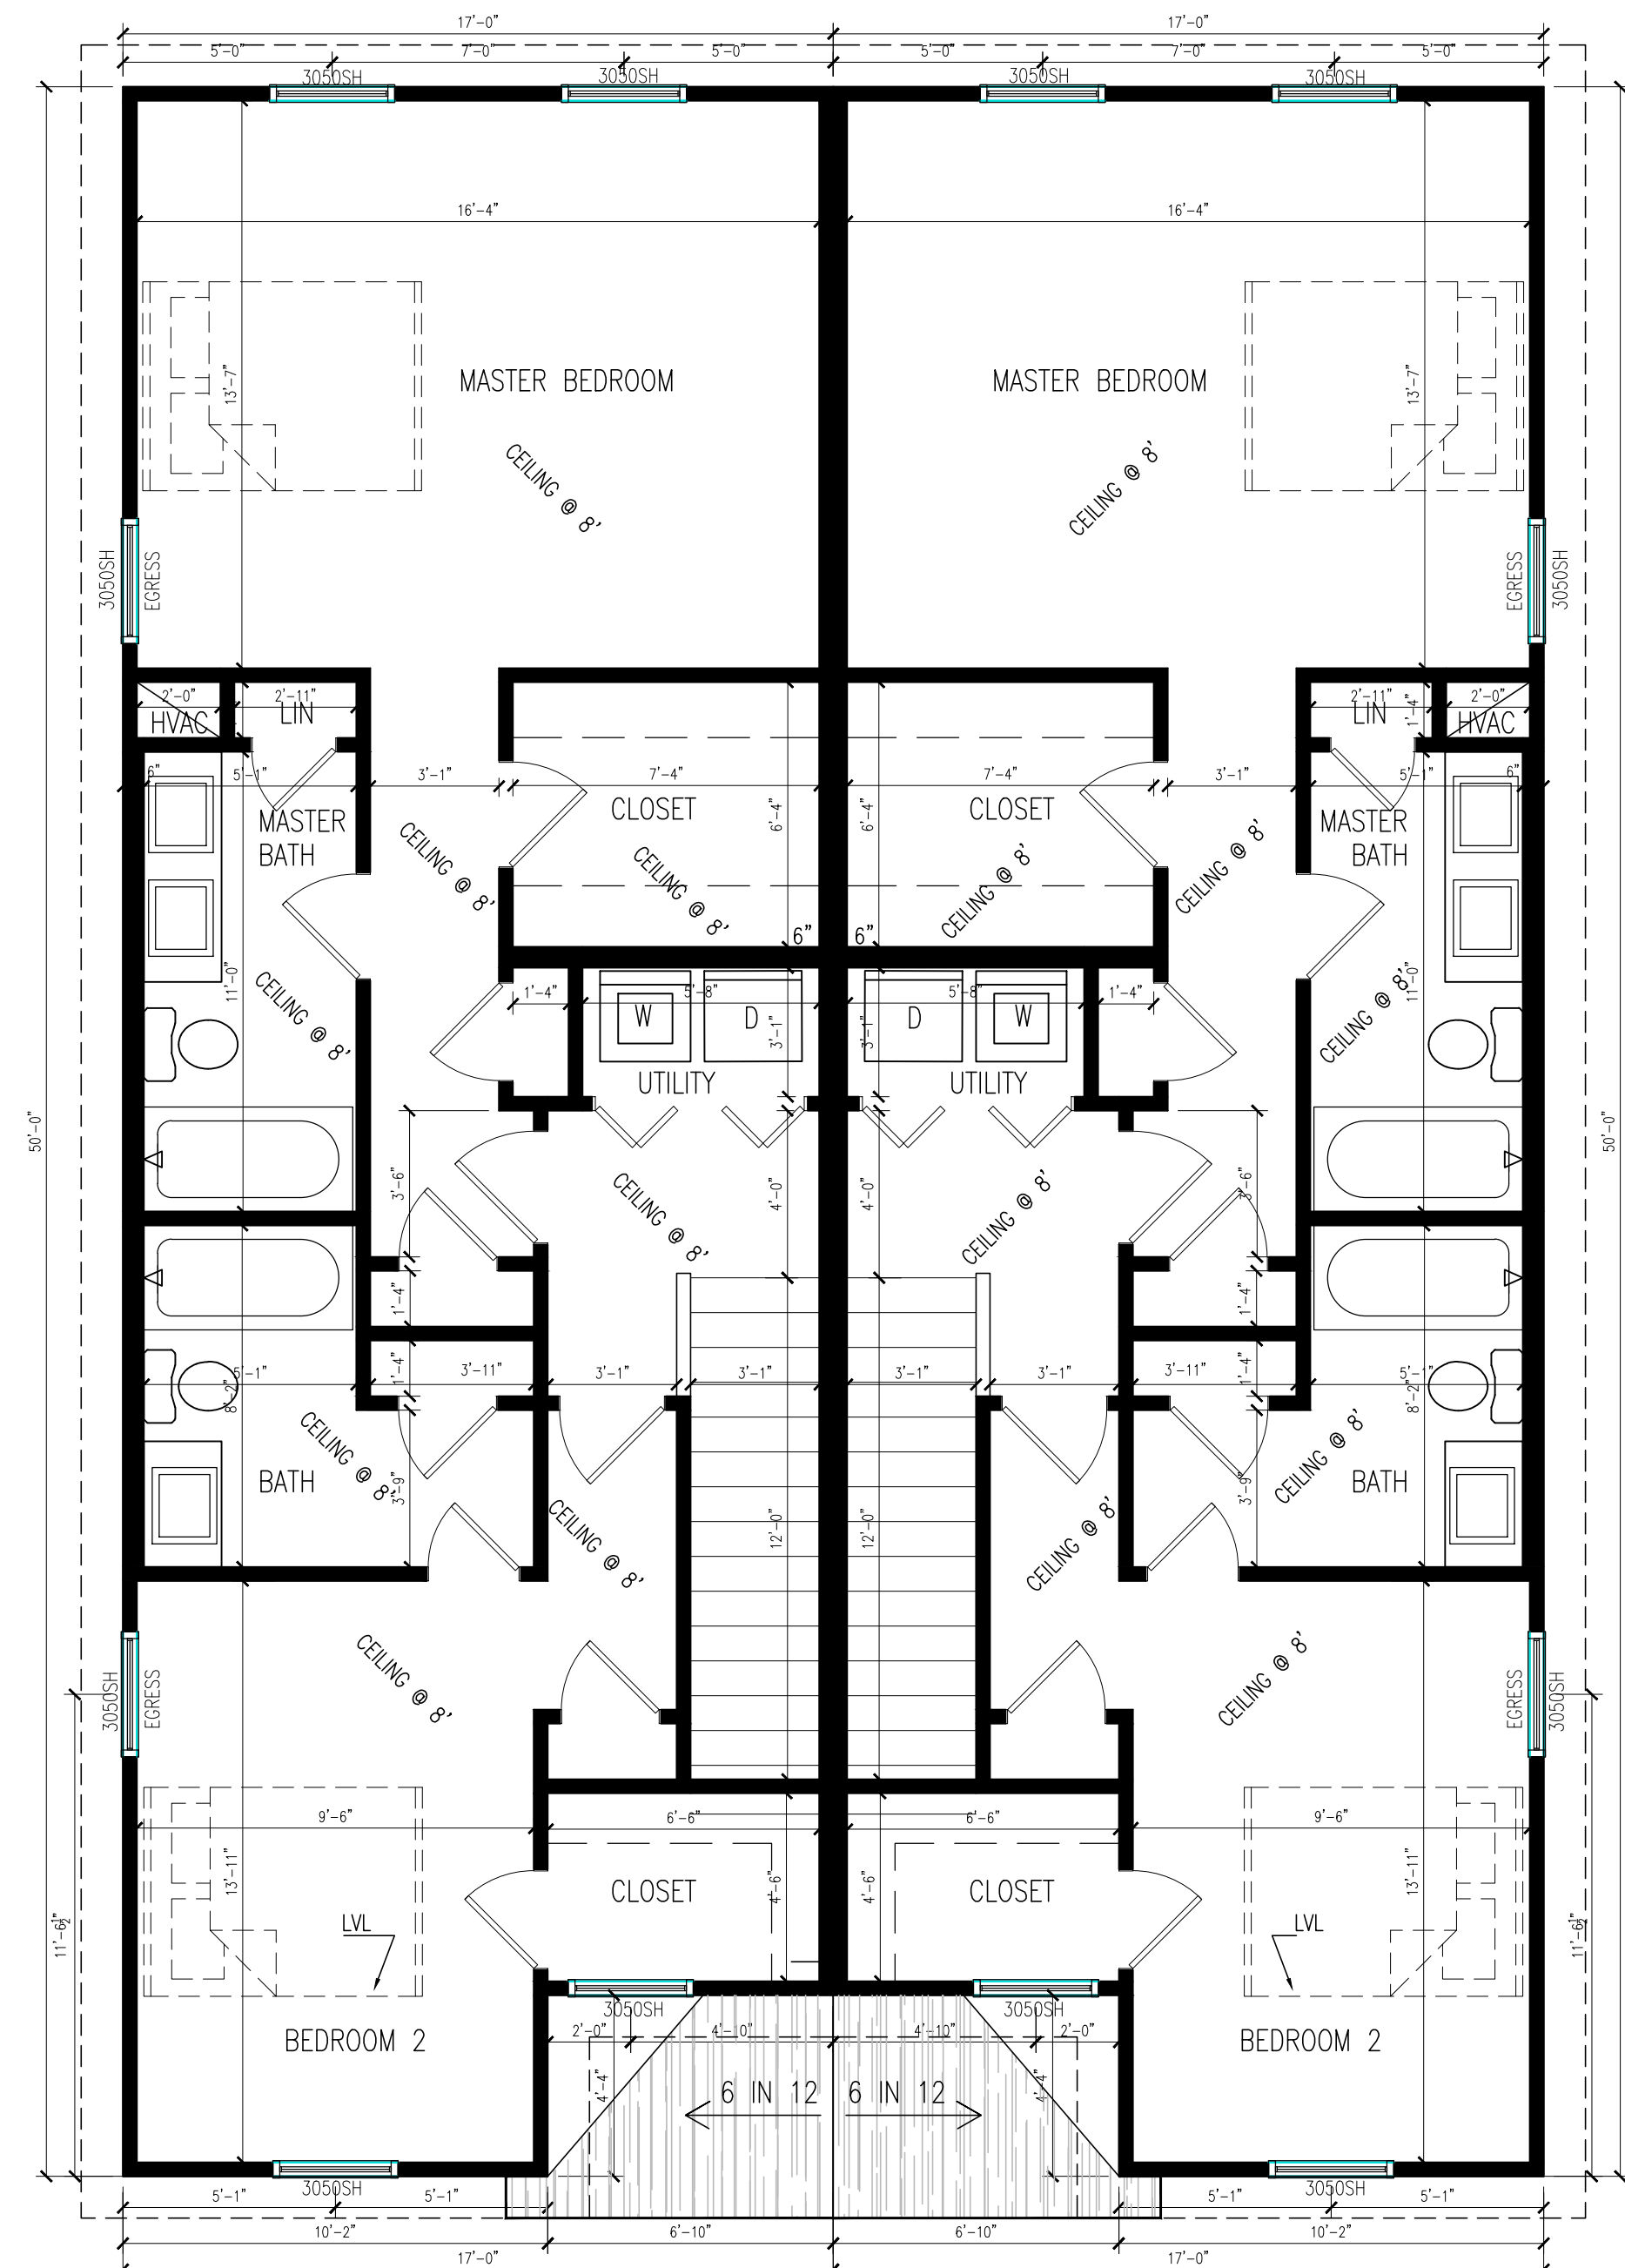 17'-0" 17'-0"
5'-0" 7'-0" 5'-0" 5'-0" 7'-0" 5'-0"
3050SH 3050SH 3050SH 3050SH
16'-4" 16'-4"
13'-7" 13'-7"
MASTER BEDROOM MASTER BEDROOM
CEILING @ 8' CEILING @ 8'
3050SH EGRESS EGRESS 3050SH
2'-0" 2'-11" 2'-11" 1'-4" 2'-0"
HVAC LIN LIN HVAC
6" 5'-1" 3'-1" 7'-4" 7'-4" 3'-1" 5'-1" 6"
CLOSET 6'-4" 6'-4" CLOSET
MASTER MASTER
BATH BATH
CEILING @ 8' CEILING @ 8' CEILING @ 8' CEILING @ 8'
6" 6"
11'-0" 11'-0"
CEILING @ 8' CEILING @ 8'
1'-4" 5'-8" 5'-8" 1'-4"
W D D W
3'-1" 3'-1"
UTILITY UTILITY
50'-0" 50'-0"
3'-6" 4'-0" 4'-0" 3'-6"
CEILING @ 8' CEILING @ 8'
1'-4" 1'-4"
1'-4" 1'-4"
5'-1" 3'-11" 3'-1" 3'-1" 3'-1" 3'-1" 3'-11" 5'-1"
8'-2" 8'-2"
CEILING @ 8' CEILING @ 8'
BATH 3'-9" 3'-9" BATH
12'-0" 12'-0"
CEILING @ 8' CEILING @ 8'
CEILING @ 8' CEILING @ 8'
3050SH EGRESS EGRESS 3050SH
9'-6" 6'-6" 6'-6" 9'-6"
13'-11" 4'-6" 4'-6" 13'-11"
CLOSET CLOSET
LVL LVL
11'-6½" 11'-6½"
3050SH 3050SH
2'-0" 4'-10" 4'-10" 2'-0"
BEDROOM 2 BEDROOM 2
4'-4" 4'-4"
6 IN 12 6 IN 12
3050SH 3050SH
5'-1" 5'-1" 5'-1" 5'-1"
10'-2" 6'-10" 6'-10" 10'-2"
17'-0" 17'-0"